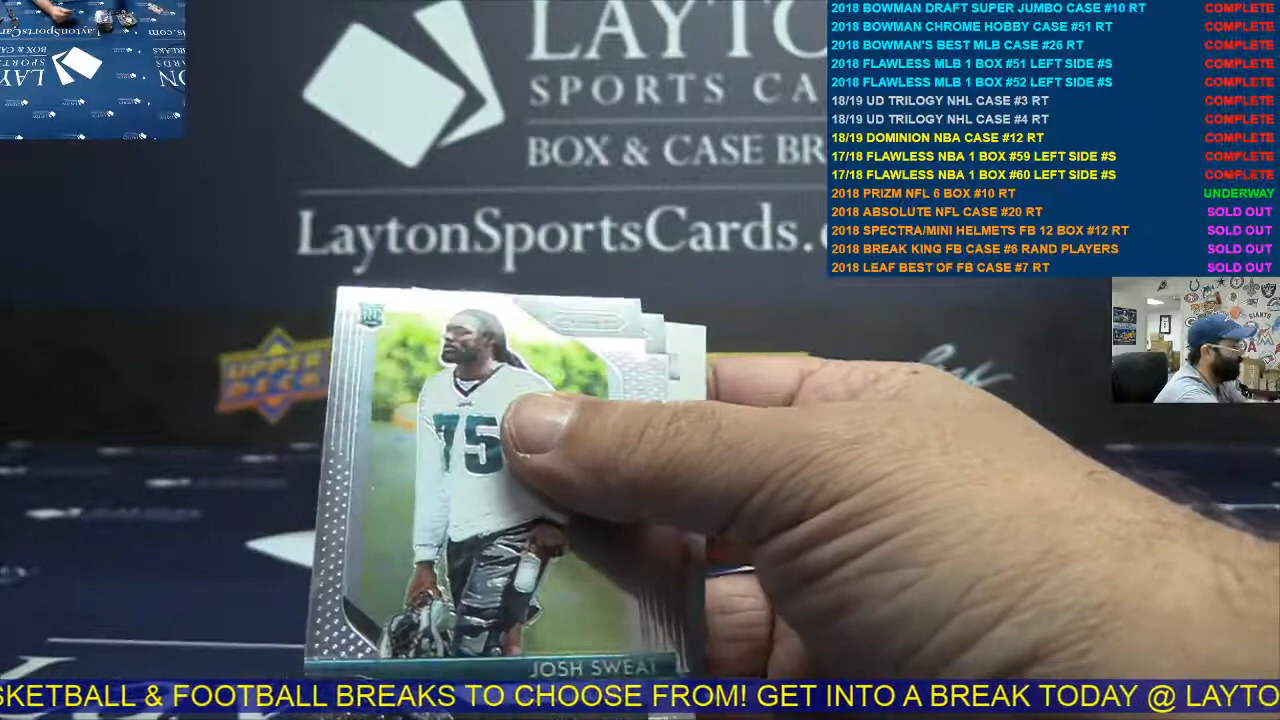 LAYTO
SPORTS CA
BOX & CASE BR
LaytonSportsCards.
2018 BOWMAN DRAFT SUPER JUMBO CASE #10 RT COMPLETE
2018 BOWMAN CHROME HOBBY CASE #51 RT COMPLETE
2018 BOWMAN'S BEST MLB CASE #26 RT COMPLETE
2018 FLAWLESS MLB 1 BOX #51 LEFT SIDE #S COMPLETE
2018 FLAWLESS MLB 1 BOX #52 LEFT SIDE #S COMPLETE
18/19 UD TRILOGY NHL CASE #3 RT COMPLETE
18/19 UD TRILOGY NHL CASE #4 RT COMPLETE
18/19 DOMINION NBA CASE #12 RT COMPLETE
17/18 FLAWLESS NBA 1 BOX #59 LEFT SIDE #S COMPLETE
17/18 FLAWLESS NBA 1 BOX #60 LEFT SIDE #S COMPLETE
2018 PRIZM NFL 6 BOX #10 RT UNDERWAY
2018 ABSOLUTE NFL CASE #20 RT SOLD OUT
2018 SPECTRA/MINI HELMETS FB 12 BOX #12 RT SOLD OUT
2018 BREAK KING FB CASE #6 RAND PLAYERS SOLD OUT
2018 LEAF BEST OF FB CASE #7 RT SOLD OUT
UPPER
DECK
RC
75
JOSH SWEAT
SKETBALL & FOOTBALL BREAKS TO CHOOSE FROM! GET INTO A BREAK TODAY @ LAYTO